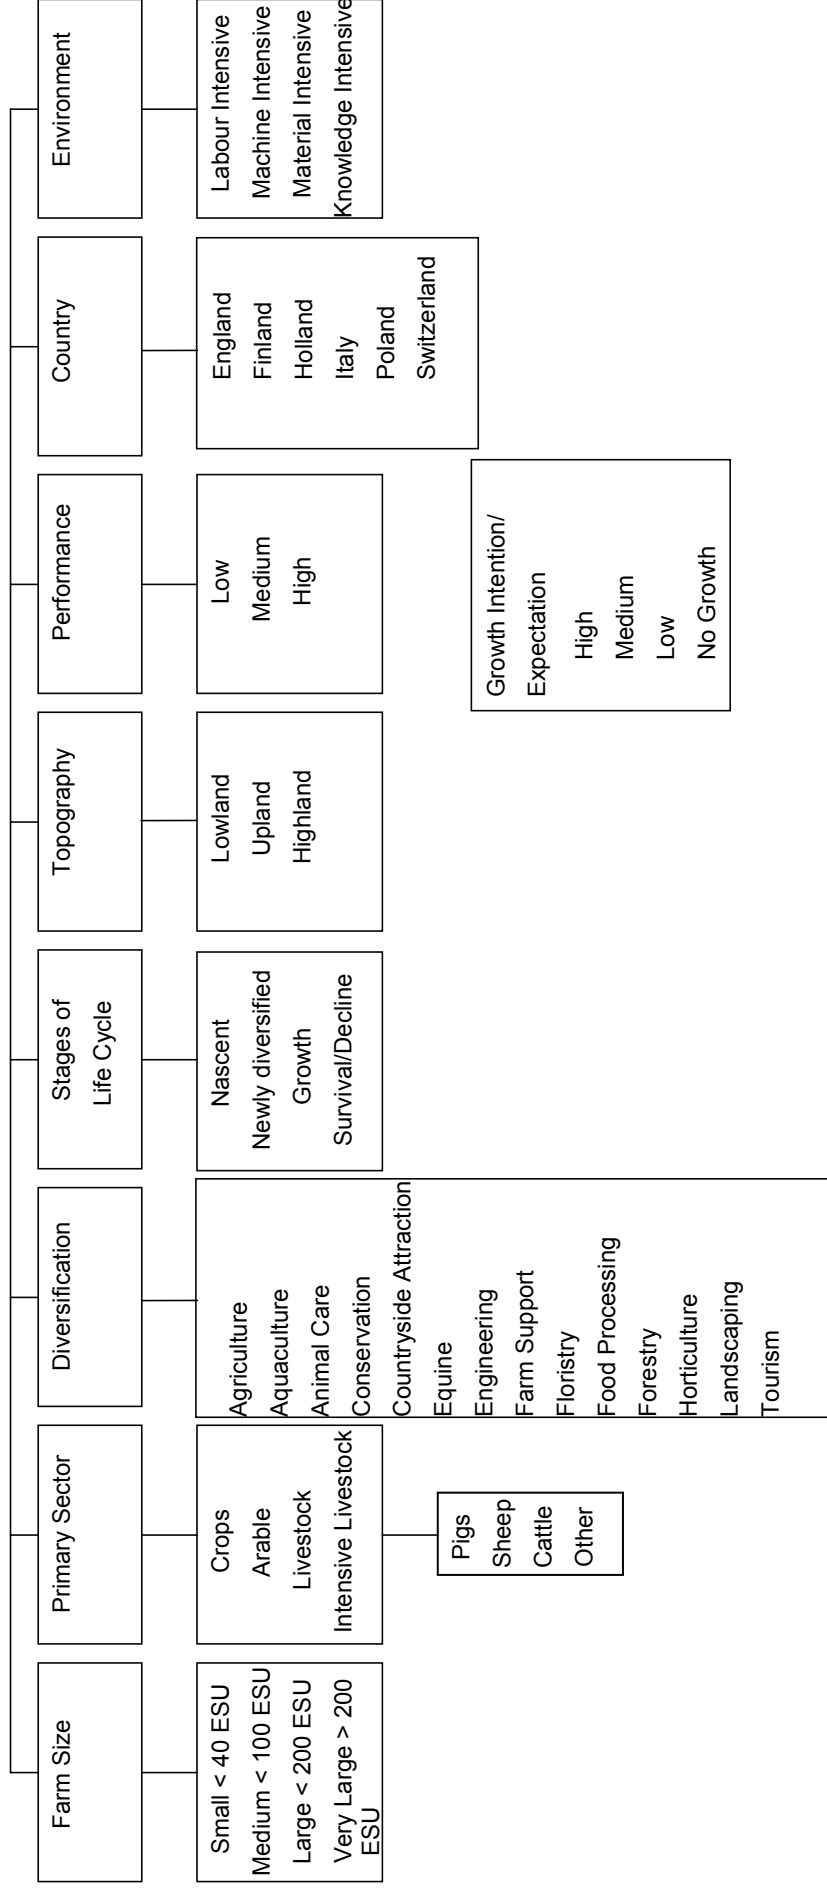 Farm Size
Primary Sector
Diversification
Stages of
Life Cycle
Topography
Performance
Country
Environment
Small < 40 ESU
Medium < 100 ESU
Large < 200 ESU
Very Large > 200
ESU
Crops
Arable
Livestock
Intensive Livestock
Pigs
Sheep
Cattle
Other
Agriculture
Aquaculture
Animal Care
Conservation
Countryside Attraction
Equine
Engineering
Farm Support
Floristry
Food Processing
Forestry
Horticulture
Landscaping
Tourism
Nascent
Newly diversified
Growth
Survival/Decline
Lowland
Upland
Highland
Low
Medium
High
Growth Intention/
Expectation
High
Medium
Low
No Growth
England
Finland
Holland
Italy
Poland
Switzerland
Labour Intensive
Machine Intensive
Material Intensive
Knowledge Intensive